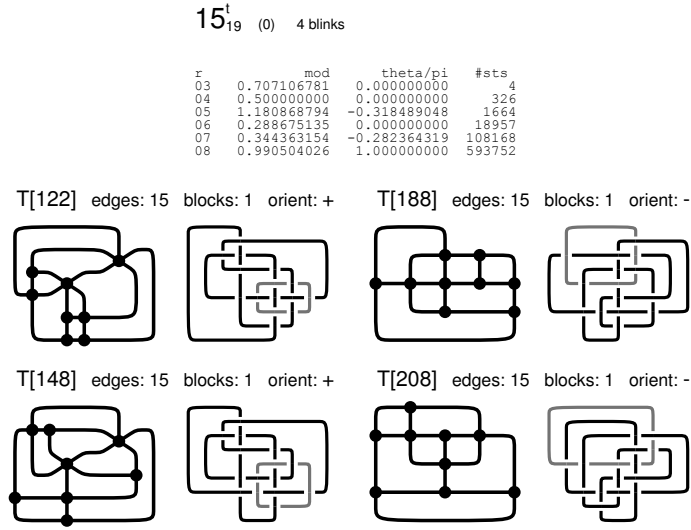 15 t 19 (0) 4 blinks
r mod theta/pi #sts
03 0.707106781 0.000000000 4
04 0.500000000 0.000000000 326
05 1.180868794 -0.318489048 1664
06 0.288675135 0.000000000 18957
07 0.344363154 -0.282364319 108168
08 0.990504026 1.000000000 593752
T[122] edges: 15 blocks: 1 orient: + T[188] edges: 15 blocks: 1 orient: -
T[148] edges: 15 blocks: 1 orient: + T[208] edges: 15 blocks: 1 orient: -